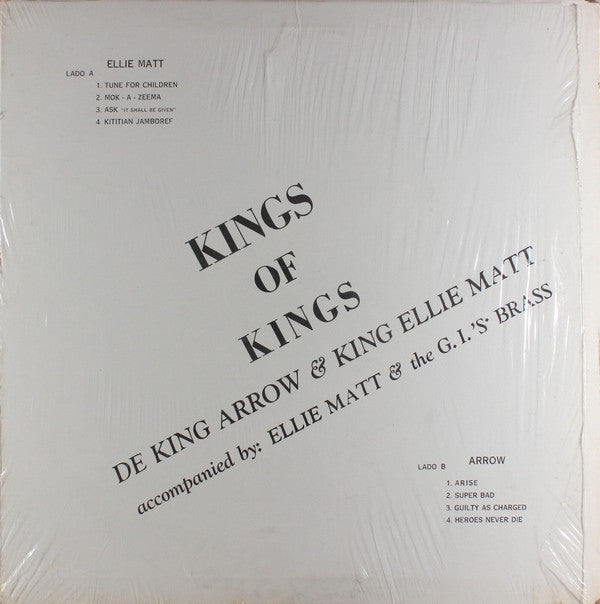 ELLIE MATT
LADO A
1. TUNE FOR CHILDREN
2. MOK - A - ZEEMA
3. ASK "IT SHALL BE GIVEN"
4. KITITIAN JAMBOREE
KINGS
OF
KINGS
DE KING ARROW & KING ELLIE MATT
accompanied by: ELLIE MATT & the G.I.'S' BRASS
LADO B ARROW
1. ARISE
2. SUPER BAD
3. GUILTY AS CHARGED
4. HEROES NEVER DIE